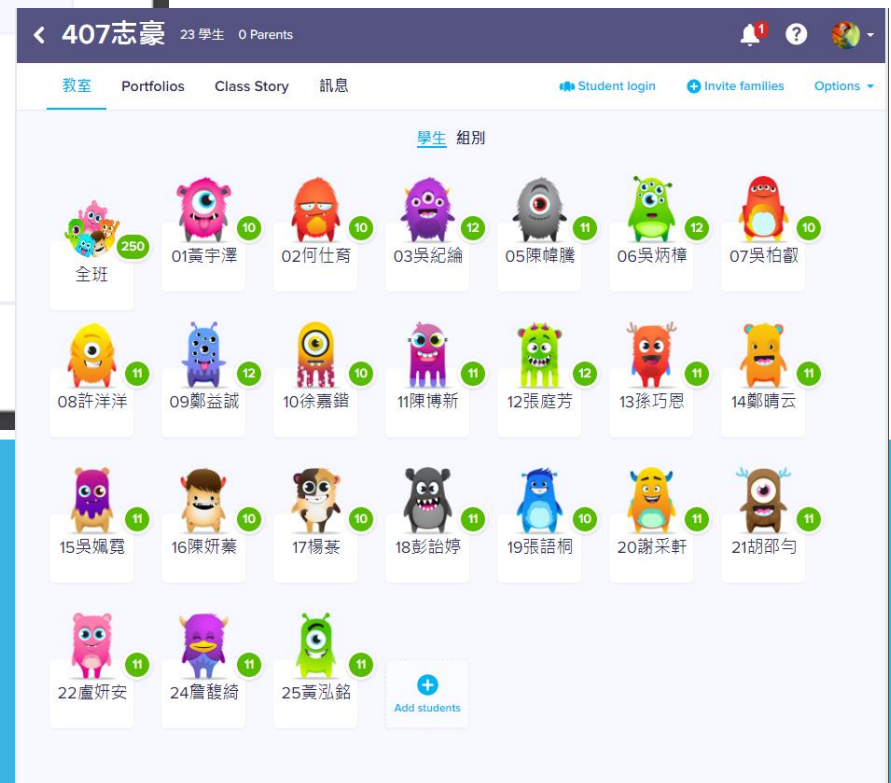 407志豪 23 學生 0 Parents 1 ?
教室 Portfolios Class Story 訊息 Student login Invite families Options
學生 組別
250 10 10 12 11 12 10
全班 01黃宇澤 02何仕育 03吳紀綸 05陳幃騰 06吳炳樟 07吳柏叡
11 12 10 11 12 11 11
08許洋洋 09鄭益誠 10徐嘉鍇 11陳博新 12張庭芳 13孫巧恩 14鄭晴云
11 10 10 11 10 11 11
15吳姵霓 16陳妍蓁 17楊棻 18彭詒婷 19張語桐 20謝采軒 21胡邵勻
11 11 11
22盧妍安 24詹馥綺 25黃泓銘 Add students